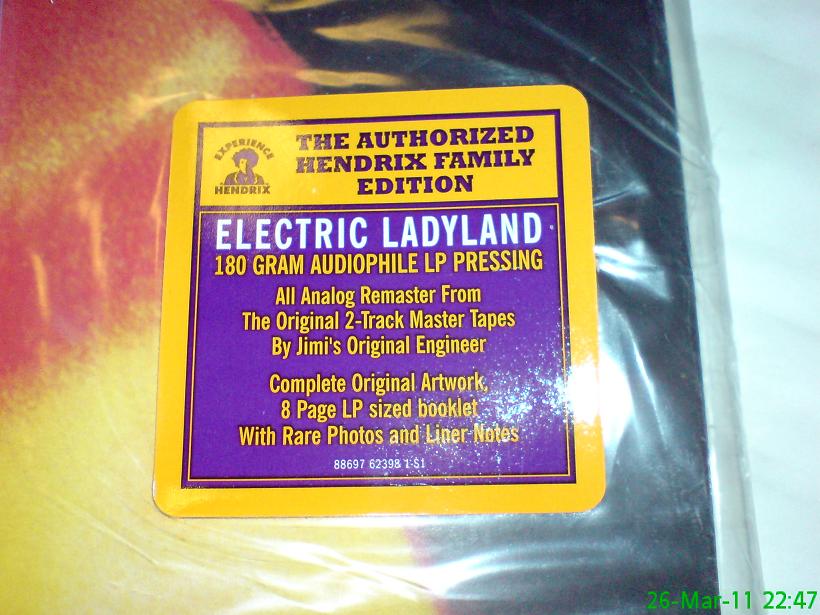 EXPERIENCE
HENDRIX
THE AUTHORIZED
HENDRIX FAMILY
EDITION
ELECTRIC LADYLAND
180 GRAM AUDIOPHILE LP PRESSING
All Analog Remaster From
The Original 2-Track Master Tapes
By Jimi's Original Engineer
Complete Original Artwork,
8 Page LP sized booklet
With Rare Photos and Liner Notes
88697 62398 1-S1
26-Mar-11 22:47